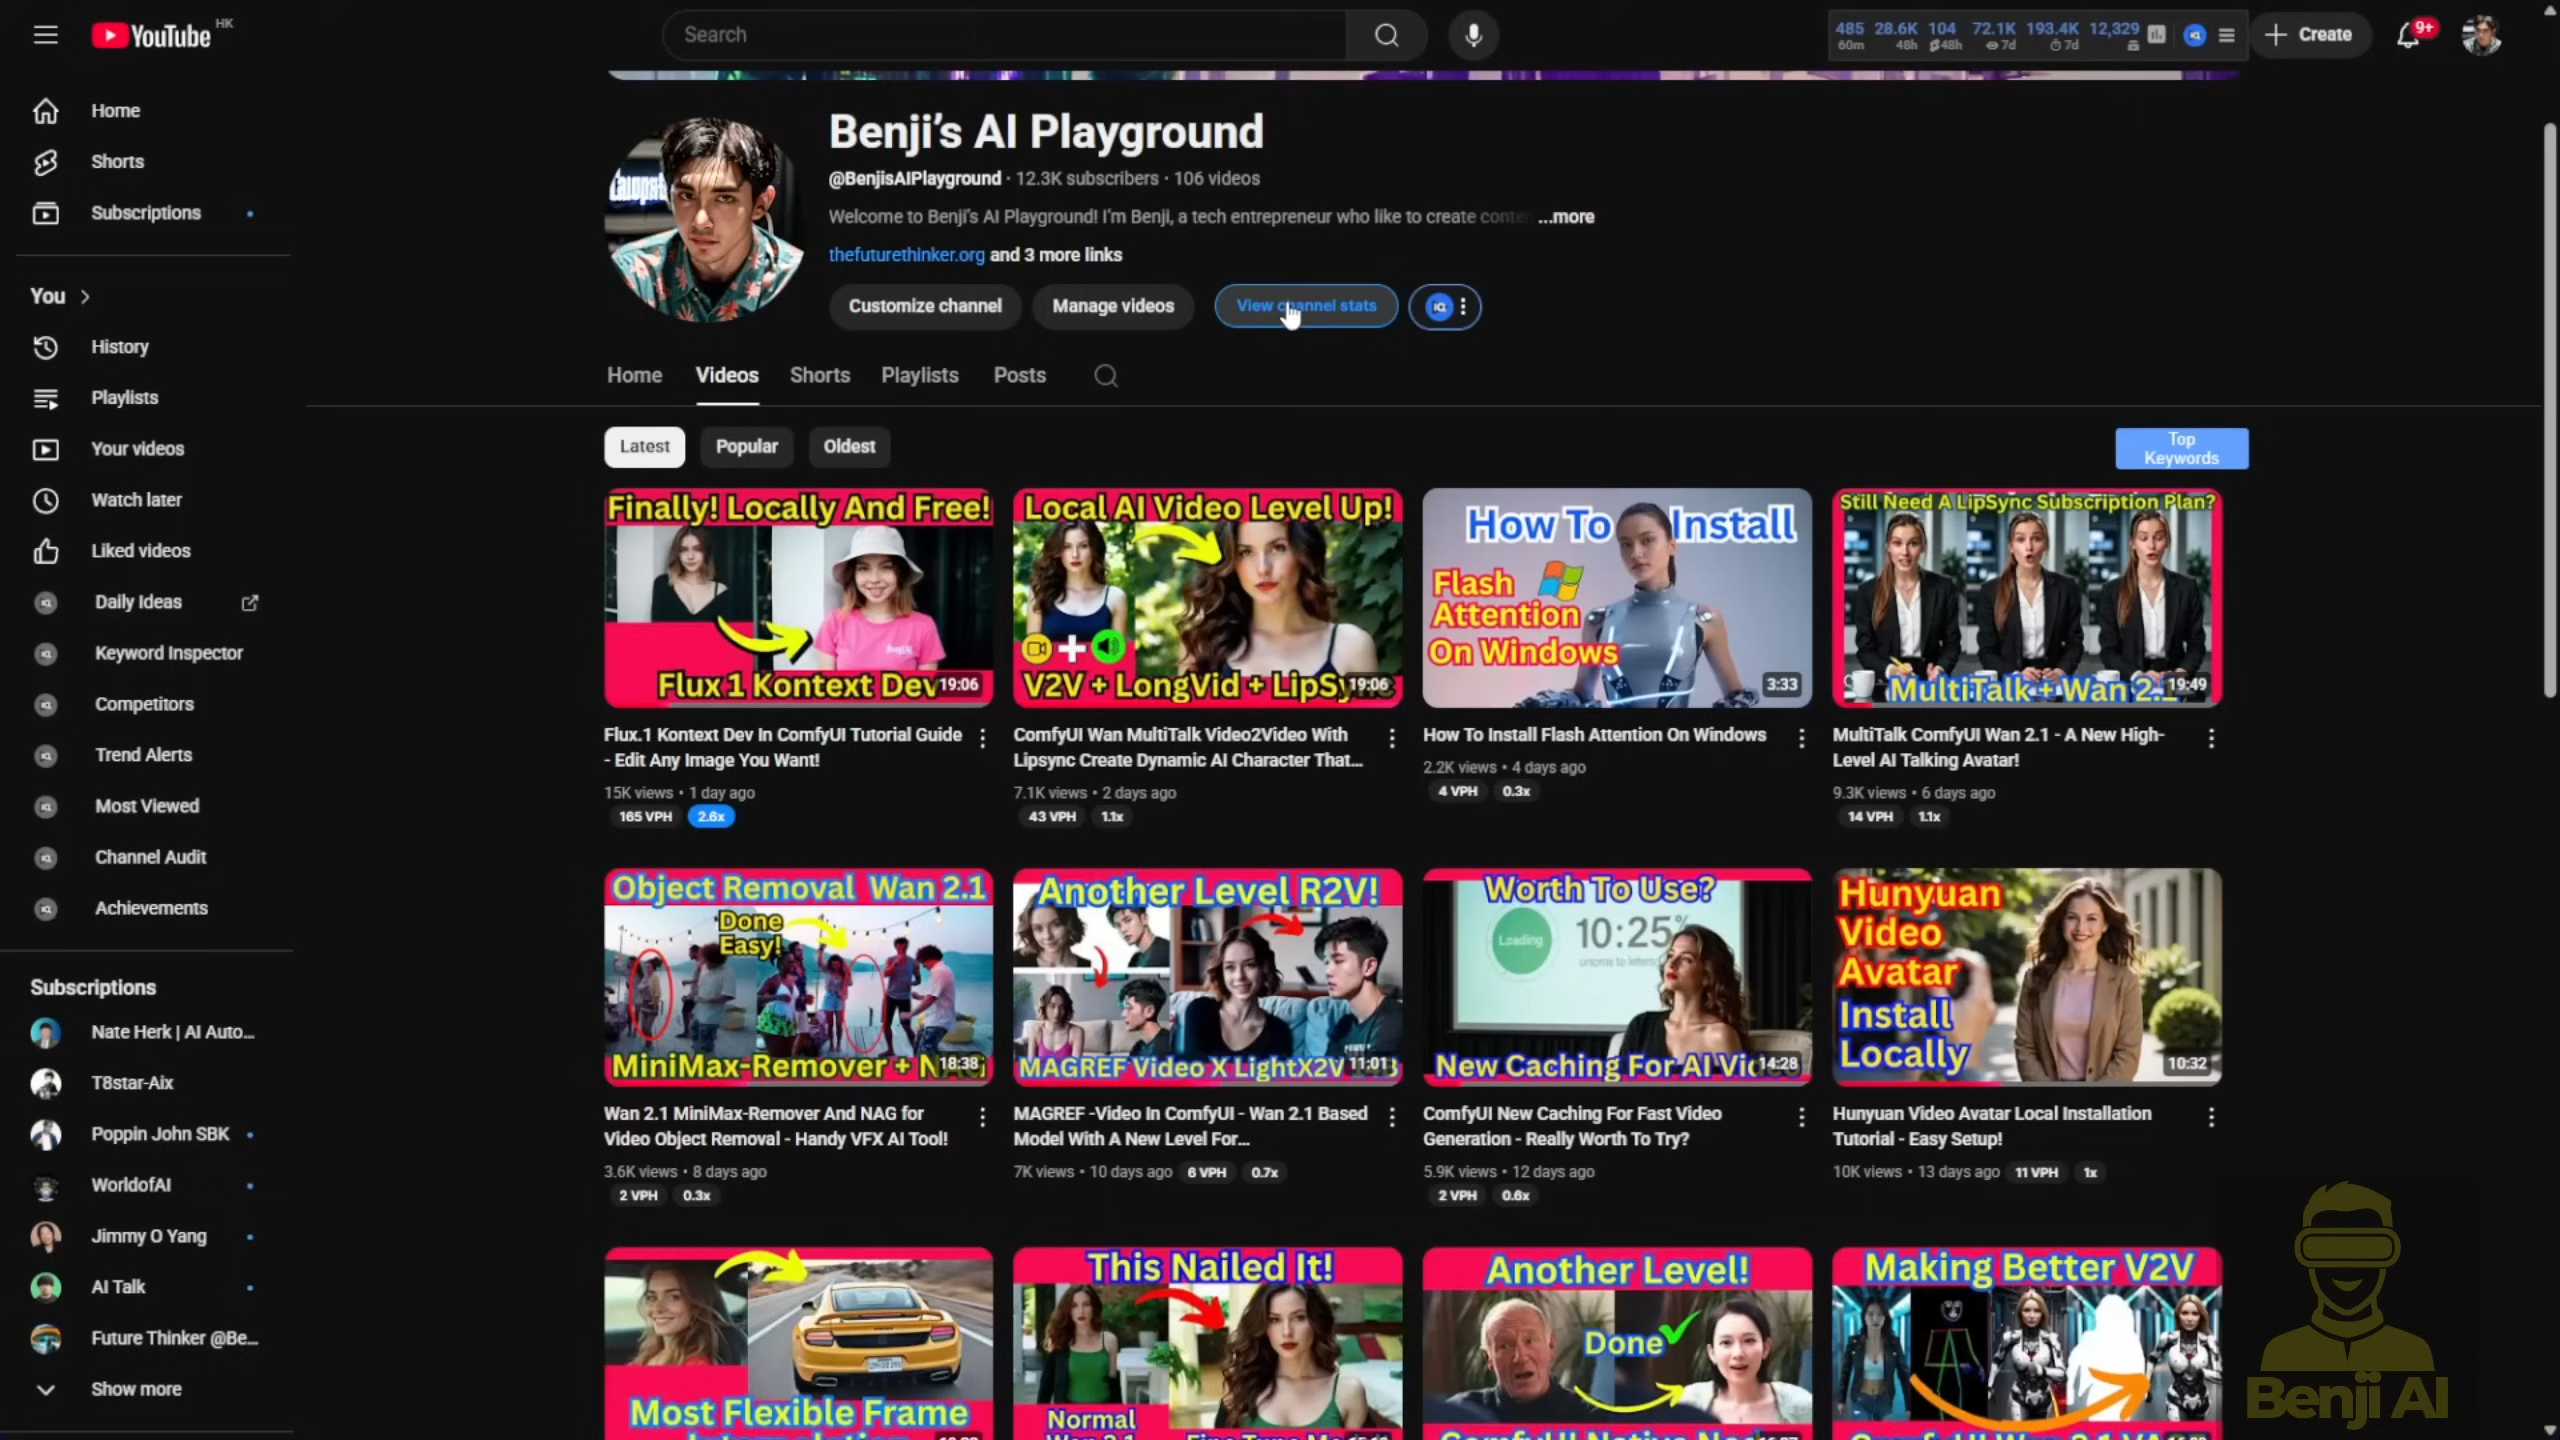 YouTube HK
Search
485 28.6K 104 72.1K 193.4K 12,329
60m 48h 48h 7d 7d
Create
9+
Home
Shorts
Subscriptions
You
History
Playlists
Your videos
Watch later
Liked videos
Daily Ideas
Keyword Inspector
Competitors
Trend Alerts
Most Viewed
Channel Audit
Achievements
Subscriptions
Nate Herk | AI Auto...
T8star-Aix
Poppin John SBK
WorldofAI
Jimmy O Yang
AI Talk
Future Thinker @Be...
Show more
Benji's AI Playground
@BenjisAIPlayground · 12.3K subscribers · 106 videos
Welcome to Benji's AI Playground! I'm Benji, a tech entrepreneur who like to create conten ...more
thefuturethinker.org and 3 more links
Customize channel Manage videos View channel stats
Home Videos Shorts Playlists Posts
Latest Popular Oldest
Top
Keywords
Finally! Locally And Free!
Flux 1 Kontext Dev
19:06
Flux.1 Kontext Dev In ComfyUI Tutorial Guide
- Edit Any Image You Want!
15K views • 1 day ago
165 VPH 2.6x
Local AI Video Level Up!
V2V + LongVid + LipSy
19:06
ComfyUI Wan MultiTalk Video2Video With
Lipsync Create Dynamic AI Character That...
7.1K views • 2 days ago
43 VPH 1.1x
How To Install
Flash
Attention
On Windows
3:33
How To Install Flash Attention On Windows
2.2K views • 4 days ago
4 VPH 0.3x
Still Need A LipSync Subscription Plan?
MultiTalk + Wan 2.1
19:49
MultiTalk ComfyUI Wan 2.1 - A New High-
Level AI Talking Avatar!
9.3K views • 6 days ago
14 VPH 1.1x
Object Removal Wan 2.1
Done
Easy!
MiniMax-Remover + NAG
18:38
Wan 2.1 MiniMax-Remover And NAG for
Video Object Removal - Handy VFX AI Tool!
3.6K views • 8 days ago
2 VPH 0.3x
Another Level R2V!
MAGREF Video X LightX2V
11:01
MAGREF -Video In ComfyUI - Wan 2.1 Based
Model With A New Level For...
7K views • 10 days ago 6 VPH 0.7x
Worth To Use?
Loading
10:25%
New Caching For AI Vid
14:28
ComfyUI New Caching For Fast Video
Generation - Really Worth To Try?
5.9K views • 12 days ago
2 VPH 0.6x
Hunyuan
Video
Avatar
Install
Locally
10:32
Hunyuan Video Avatar Local Installation
Tutorial - Easy Setup!
10K views • 13 days ago 11 VPH 1x
Most Flexible Frame
This Nailed It!
Normal
Another Level!
Done
Making Better V2V
Benji AI